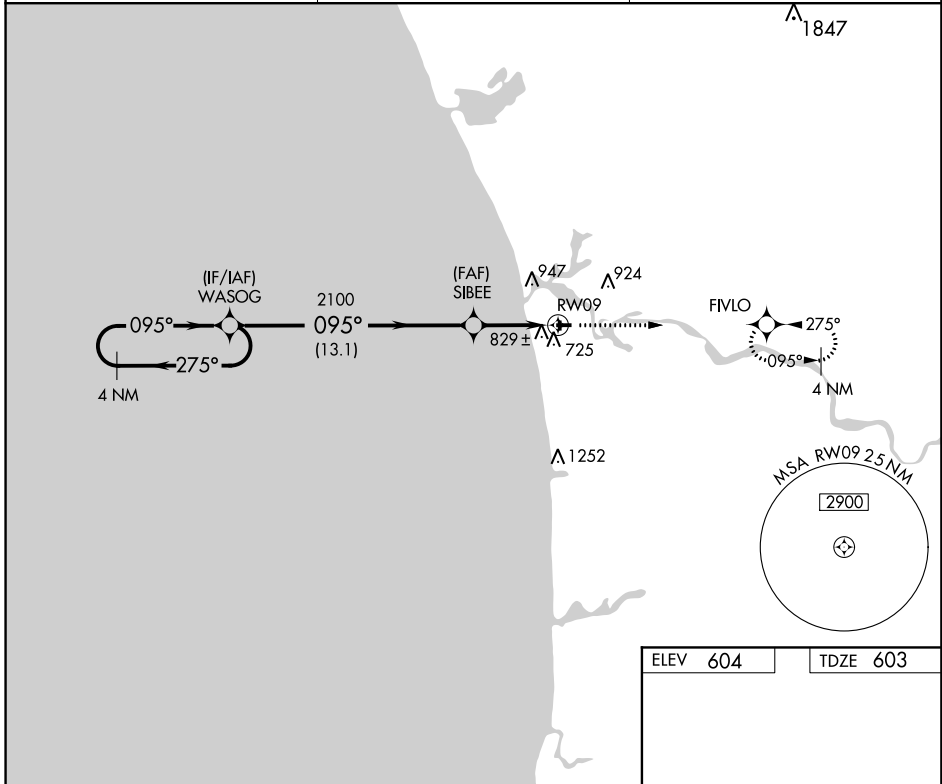 1847
(IF/IAF)
WASOG
2100
095°
(13.1)
095°
275°
4 NM
(FAF)
SIBEE
947
924
RW09
829 ±
725
FIVLO
275°
095°
4 NM
1252
MSA RW09 25 NM
2900
ELEV 604
TDZE 603